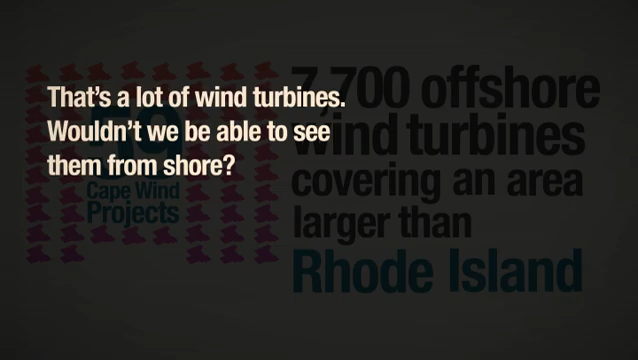 That's a lot of wind turbines.
Wouldn't we be able to see
them from shore?
59
Cape Wind
Projects
7,700 offshore
wind turbines
covering an area
larger than
Rhode Island